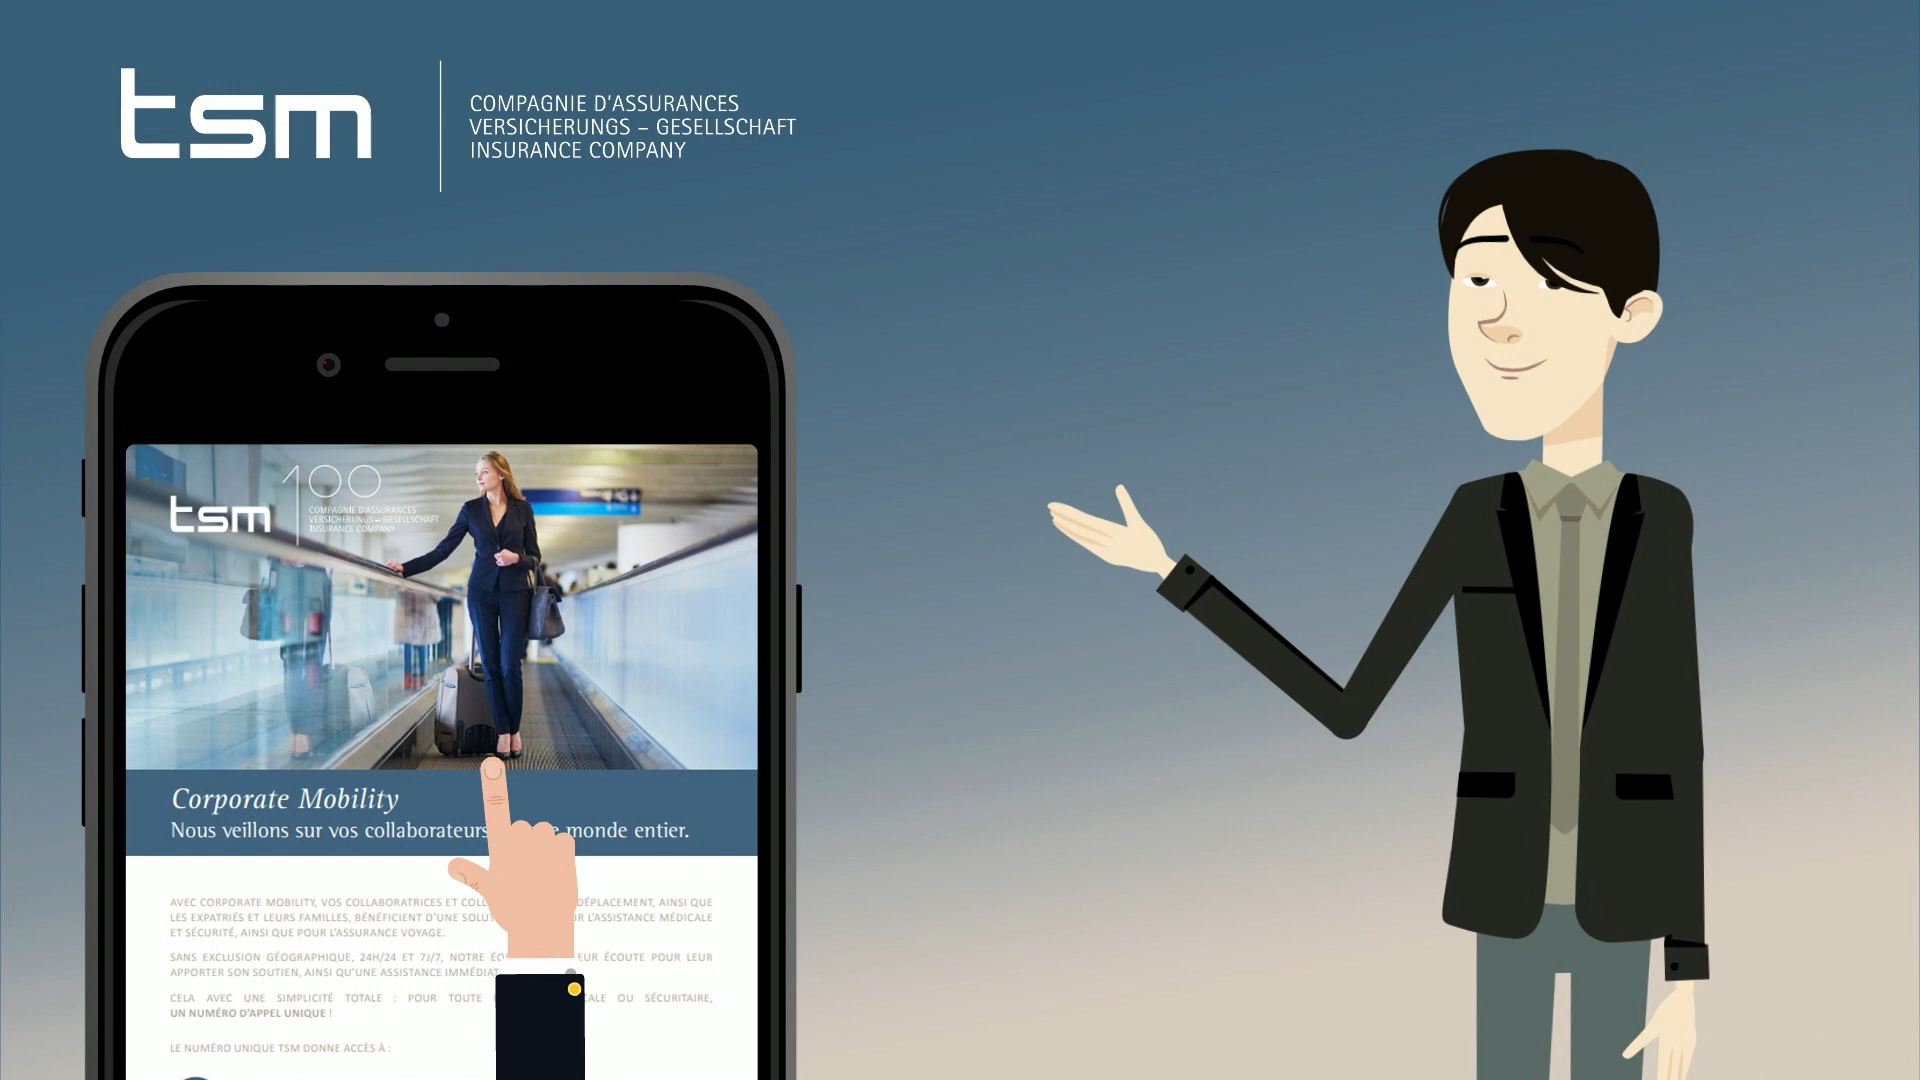 tsm
COMPAGNIE D'ASSURANCES
VERSICHERUNGS – GESELLSCHAFT
INSURANCE COMPANY
100
tsm
COMPAGNIE D'ASSURANCES
VERSICHERUNGS – GESELLSCHAFT
INSURANCE COMPANY
Corporate Mobility
Nous veillons sur vos collaborateurs monde entier.
AVEC CORPORATE MOBILITY, VOS COLLABORATRICES ET DÉPLACEMENT, AINSI QUE
LES EXPATRIÉS ET LEURS FAMILLES, BÉNÉFICIENT D'UNE L'ASSISTANCE MÉDICALE
ET SÉCURITÉ, AINSI QUE POUR L'ASSURANCE VOYAGE.
SANS EXCLUSION GÉOGRAPHIQUE, 24H/24 ET 7J/7, NOTRE ÉCOUTE POUR LEUR
APPORTER SON SOUTIEN, AINSI QU'UNE ASSISTANCE
CELA AVEC UNE SIMPLICITÉ TOTALE : POUR TOUTE OU SÉCURITAIRE,
UN NUMÉRO D'APPEL UNIQUE !
LE NUMÉRO UNIQUE TSM DONNE ACCÈS À :